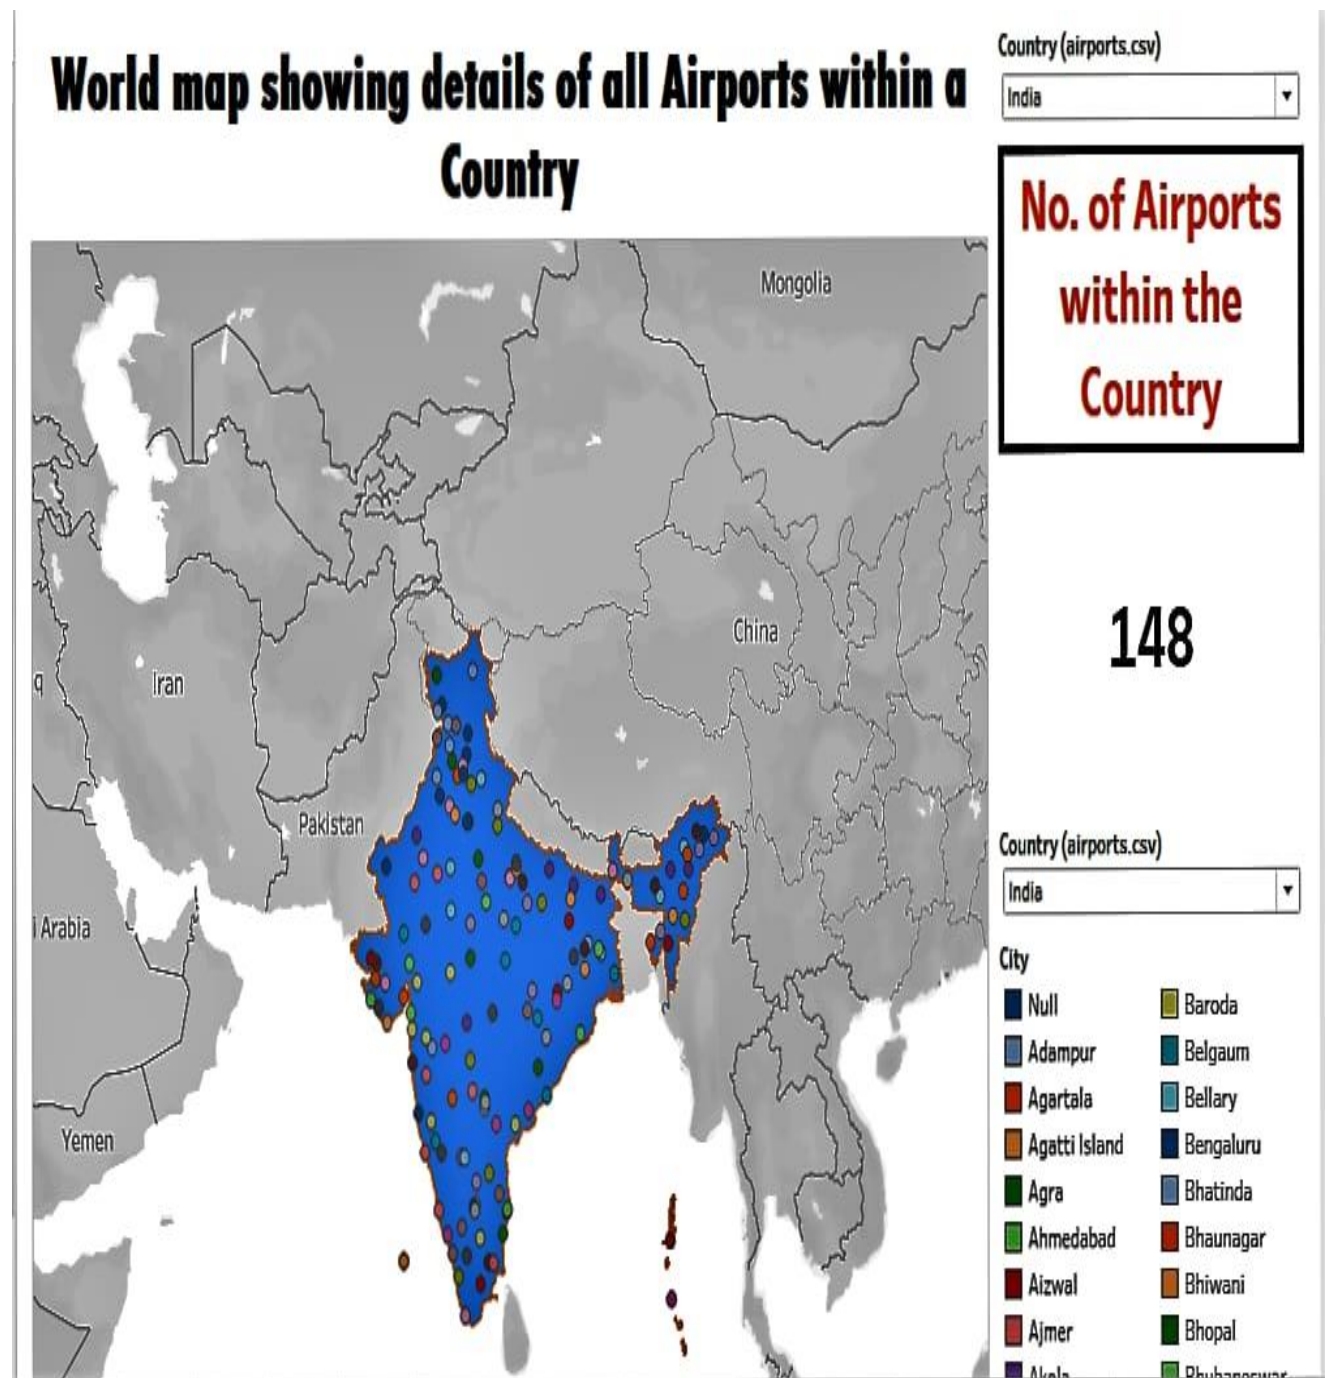 World map showing details of all Airports within a
Country
Country (airports.csv)
India
No. of Airports
within the
Country
148
Mongolia
China
Iran
q
Pakistan
i Arabia
Yemen
Country (airports.csv)
India
City
Null
Adampur
Agartala
Agatti Island
Agra
Ahmedabad
Aizwal
Ajmer
Akola
Baroda
Belgaum
Bellary
Bengaluru
Bhatinda
Bhaunagar
Bhiwani
Bhopal
Bhubaneswar